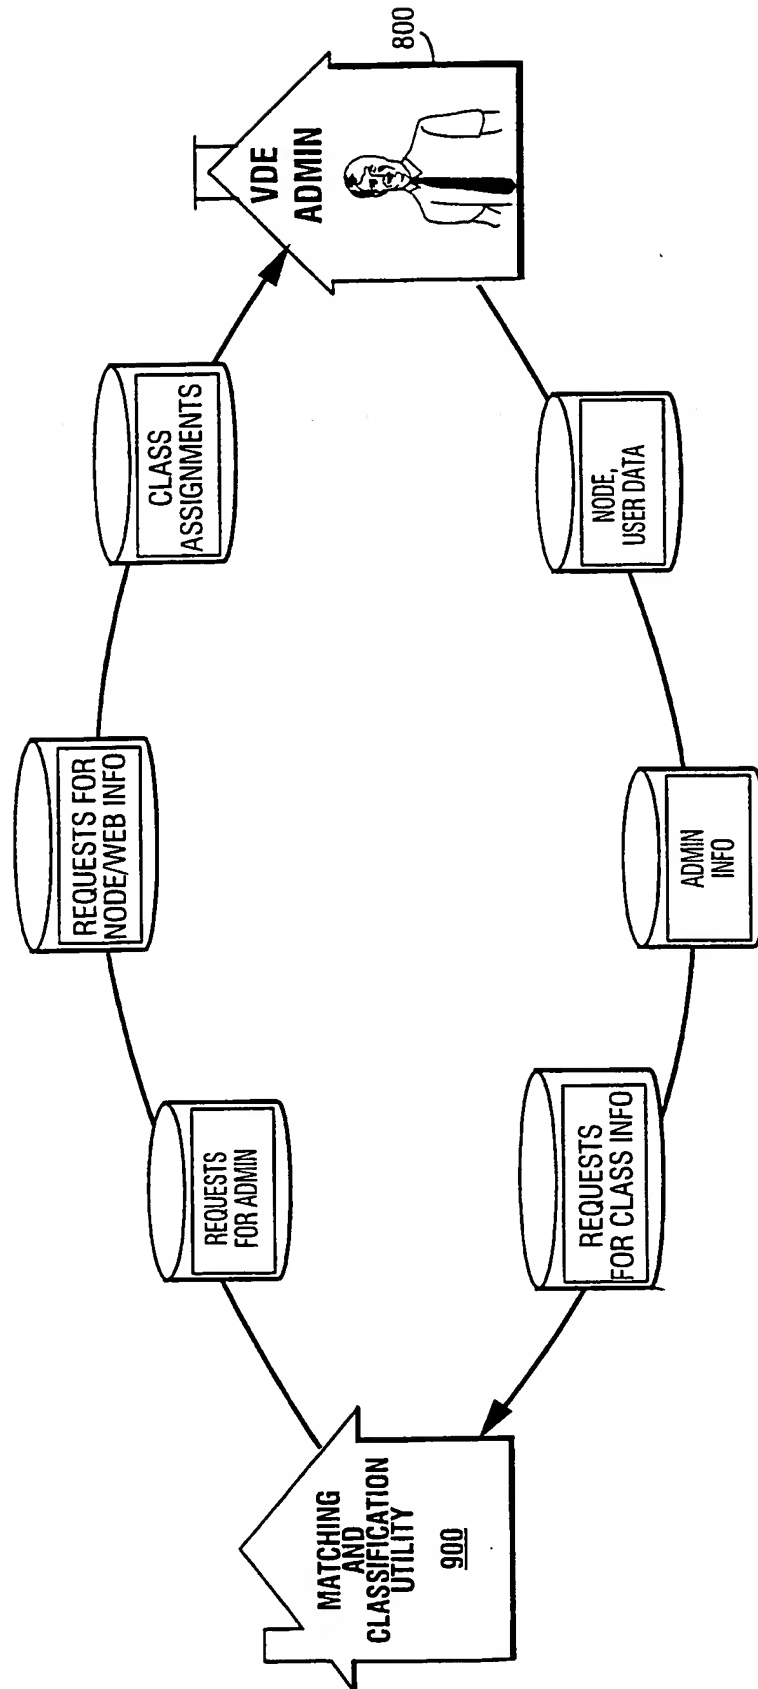 REQUESTS FOR
NODE/WEB INFO
REQUESTS
FOR ADMIN
CLASS
ASSIGNMENTS
MATCHING
AND
CLASSIFICATION
UTILITY
900
VDE
ADMIN
800
REQUESTS
FOR CLASS INFO
NODE,
USER DATA
ADMIN
INFO